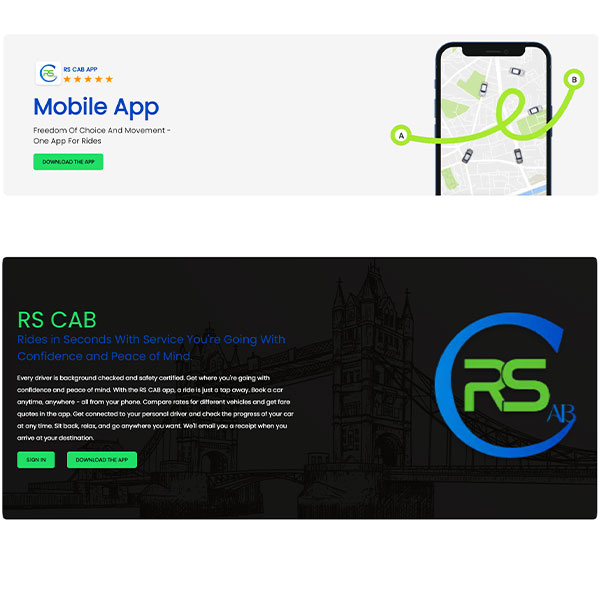 RS
RS CAB APP
Mobile App
Freedom Of Choice And Movement -
One App For Rides
DOWNLOAD THE APP
A
B
RS CAB
Rides in Seconds With Service You're Going With
Confidence and Peace of Mind.
Every driver is background checked and safety certified. Get where you're going with
confidence and peace of mind. With the RS CAB app, a ride is just a tap away. Book a car
anytime, anywhere - all from your phone. Compare rates for different vehicles and get fare
quotes in the app. Get connected to your personal driver and check the progress of your car
at any time. Sit back, relax, and go anywhere you want. We'll email you a receipt when you
arrive at your destination.
SIGN IN
DOWNLOAD THE APP
RS
AB